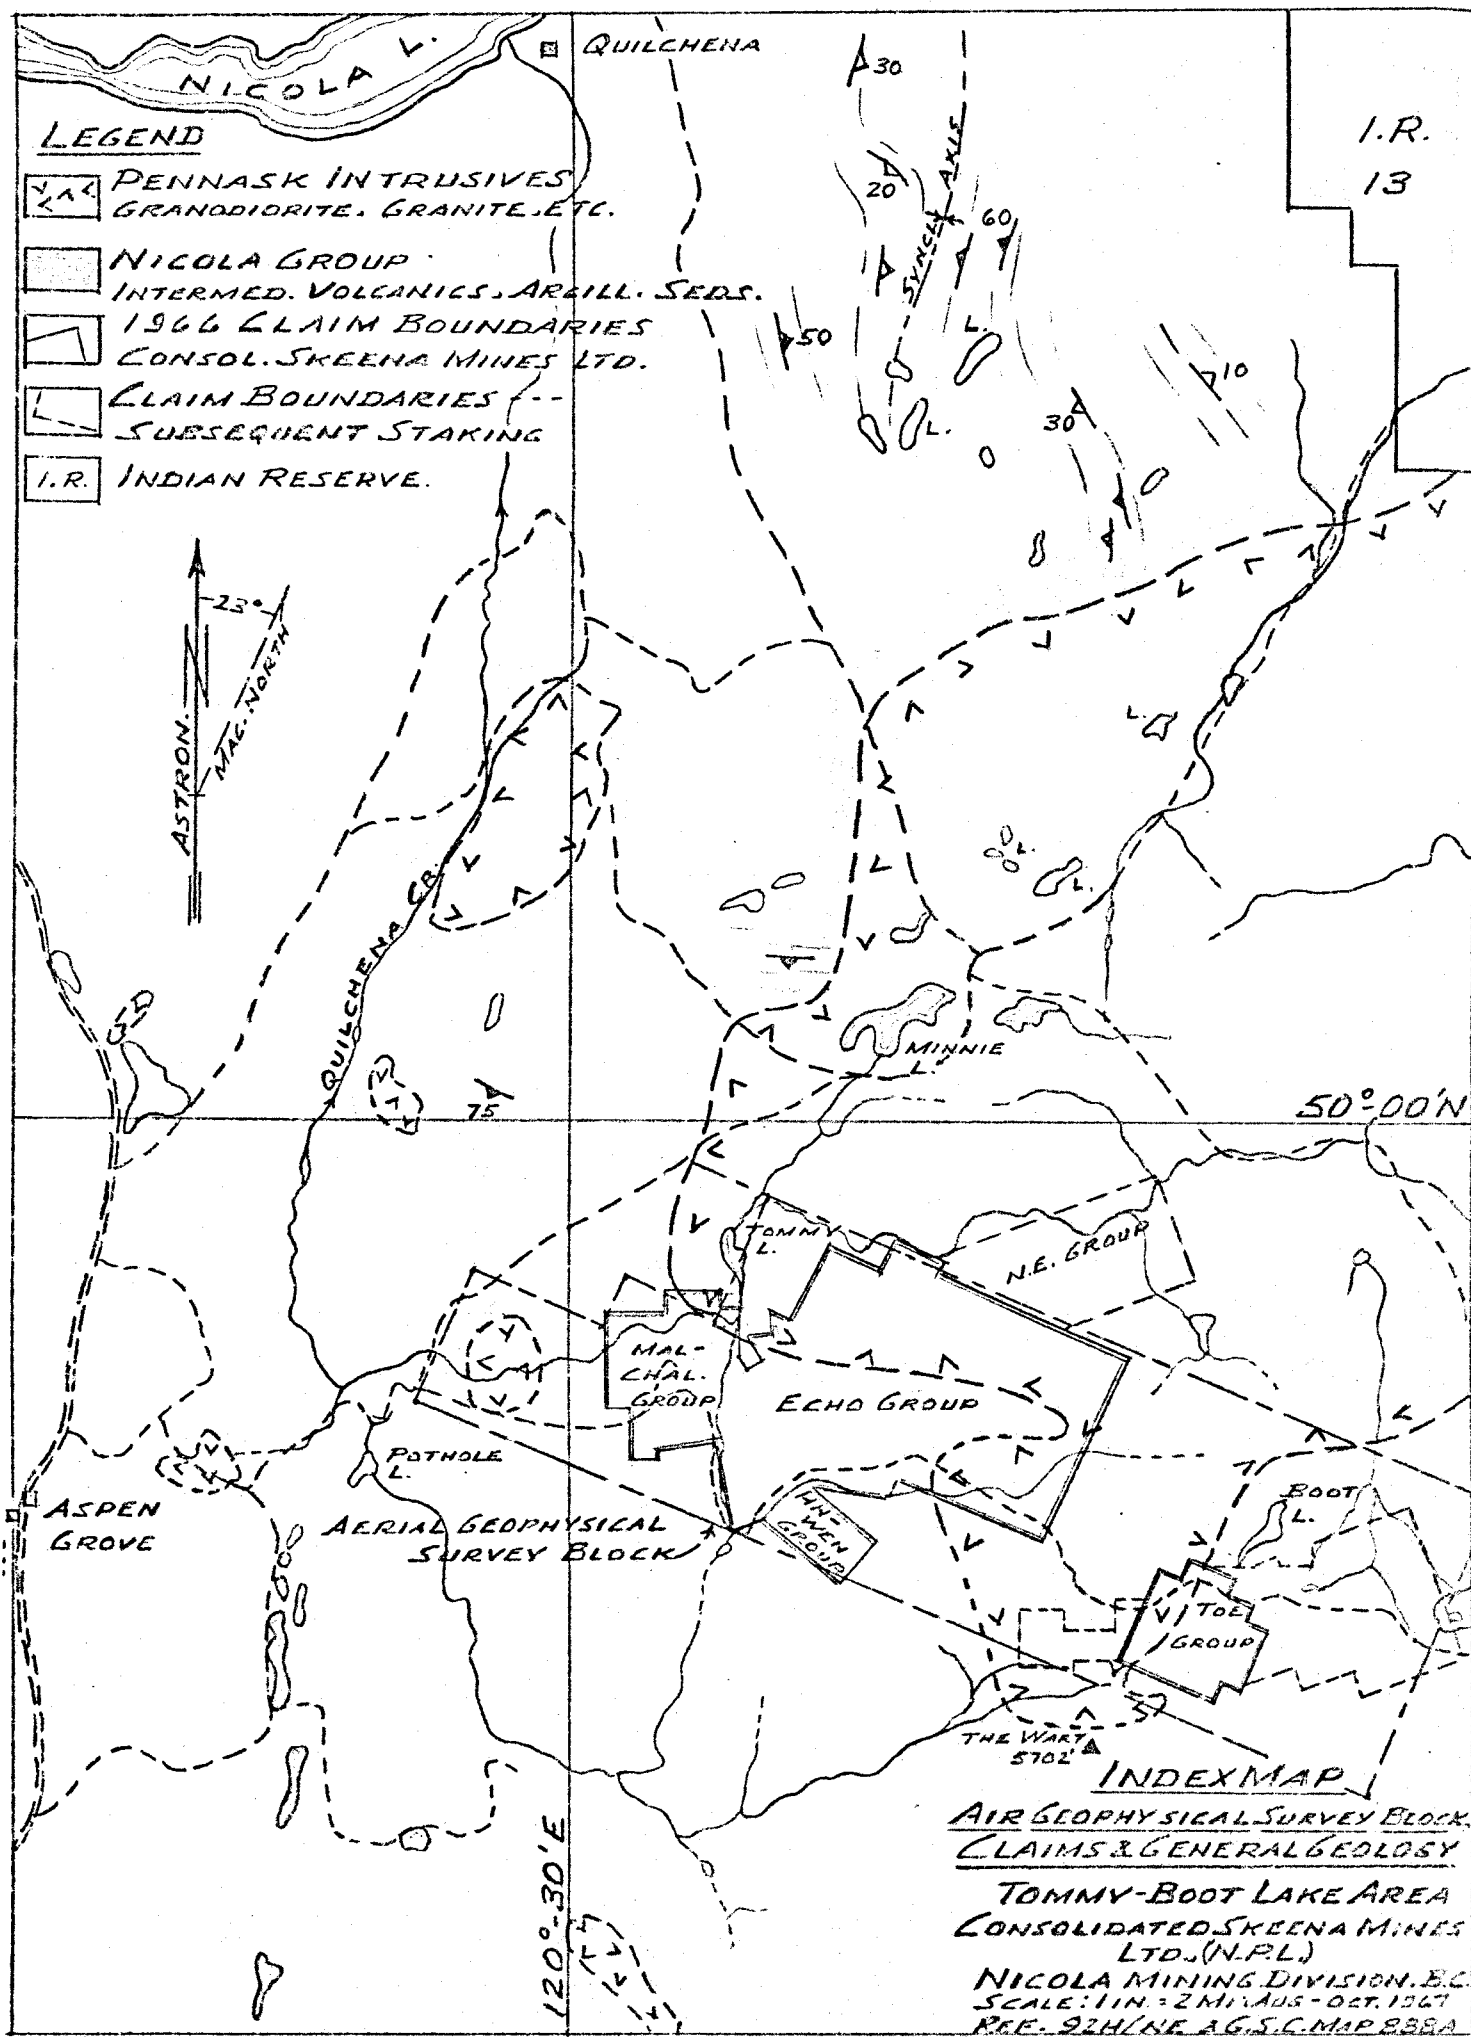 NICOLA L.
QUILCHENA
I.R.
13
LEGEND
PENNASK INTRUSIVES
GRANODIORITE. GRANITE. ETC.
NICOLA GROUP
INTERMED. VOLCANICS. ARGILL. SEDS.
1966 CLAIM BOUNDARIES
CONSOL. SKEENA MINES LTD.
CLAIM BOUNDARIES
SUBSEQUENT STAKING
I.R. INDIAN RESERVE.
30
20
SYNCL. AXIS
60
50
L.
L.
10
30
23°
ASTRON.
MAG. NORTH
L.
L.
L.
QUILCHENA CR.
75
MINNIE
L.
50°-00'N
TOMMY
L.
N.E. GROUP
MAL-
CHAL.
GROUP
ECHO GROUP
POTHOLE
L.
ASPEN
GROVE
AERIAL GEOPHYSICAL
SURVEY BLOCK
WEN
GROUP
BOOT
L.
TOE
GROUP
THE WART
5702'
120°-30'E
INDEX MAP
AIR GEOPHYSICAL SURVEY BLOCK
CLAIMS & GENERAL GEOLOGY
TOMMY-BOOT LAKE AREA
CONSOLIDATED SKEENA MINES
LTD. (N.P.L.)
NICOLA MINING DIVISION. B.C.
SCALE: 1 IN. = 2 MI. AUG - OCT. 1967
REF. 92H/NE & G.S.C. MAP 888A